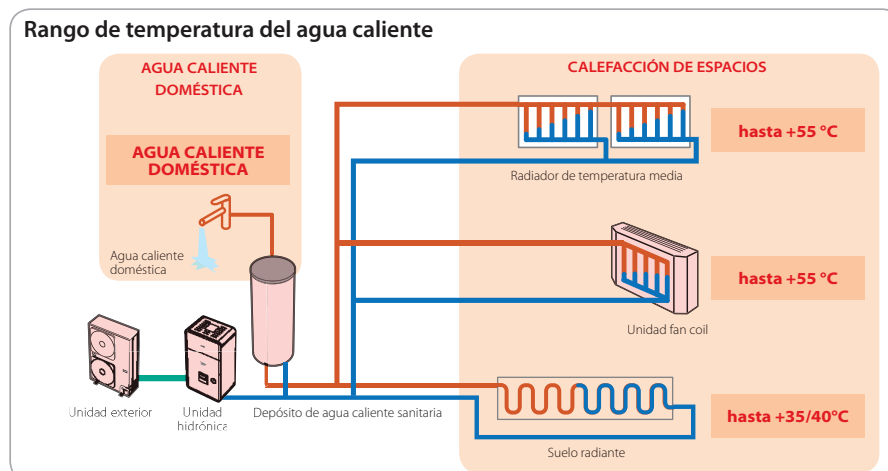 Rango de temperatura del agua caliente
AGUA CALIENTE
DOMÉSTICA
AGUA CALIENTE
DOMÉSTICA
Agua caliente
doméstica
Unidad exterior
Unidad
hidrónica
Depósito de agua caliente sanitaria
CALEFACCIÓN DE ESPACIOS
Radiador de temperatura media
hasta +55 °C
Unidad fan coil
hasta +55 °C
Suelo radiante
hasta +35/40°C